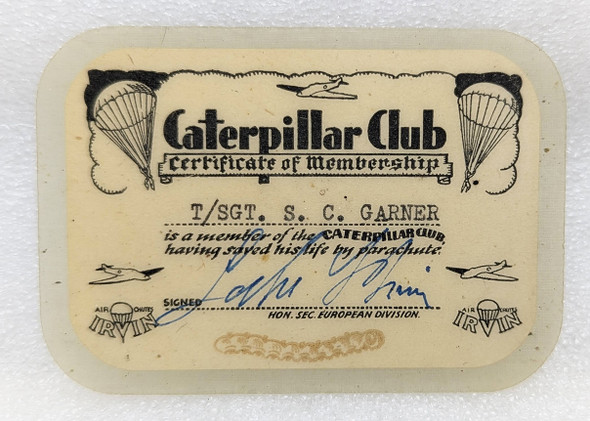 Caterpillar Club
Certificate of Membership
T/SGT. S. C. GARNER
is a member of the CATERPILLAR CLUB,
having saved his life by parachute.
SIGNED
HON. SEC. EUROPEAN DIVISION.
AIR CHUTES
IRVIN
AIR CHUTES
IRVIN